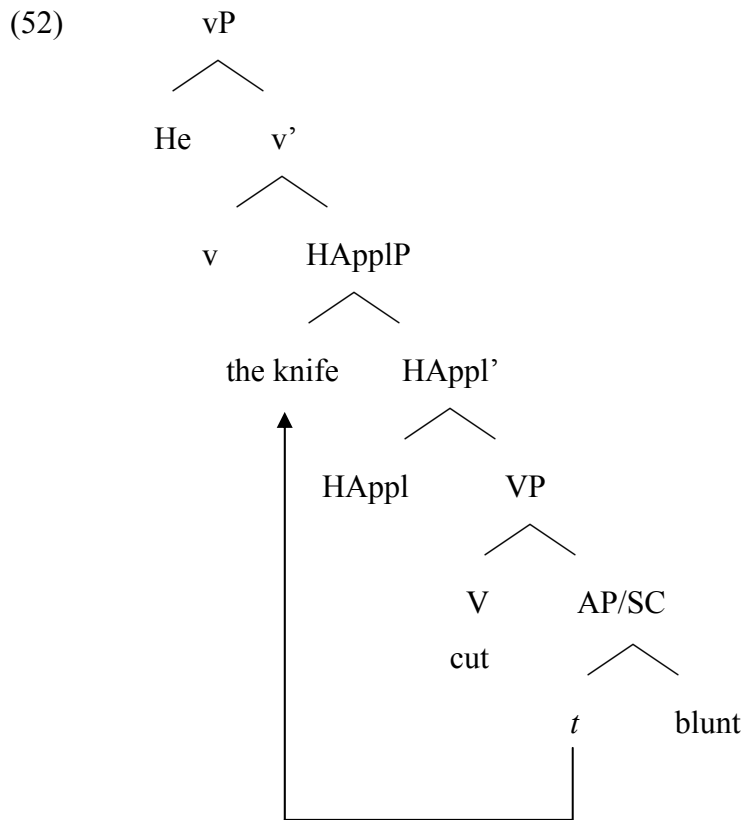 (52) vP
He v’
v HApplP
the knife HAppl’
HAppl VP
V AP/SC
cut
t blunt